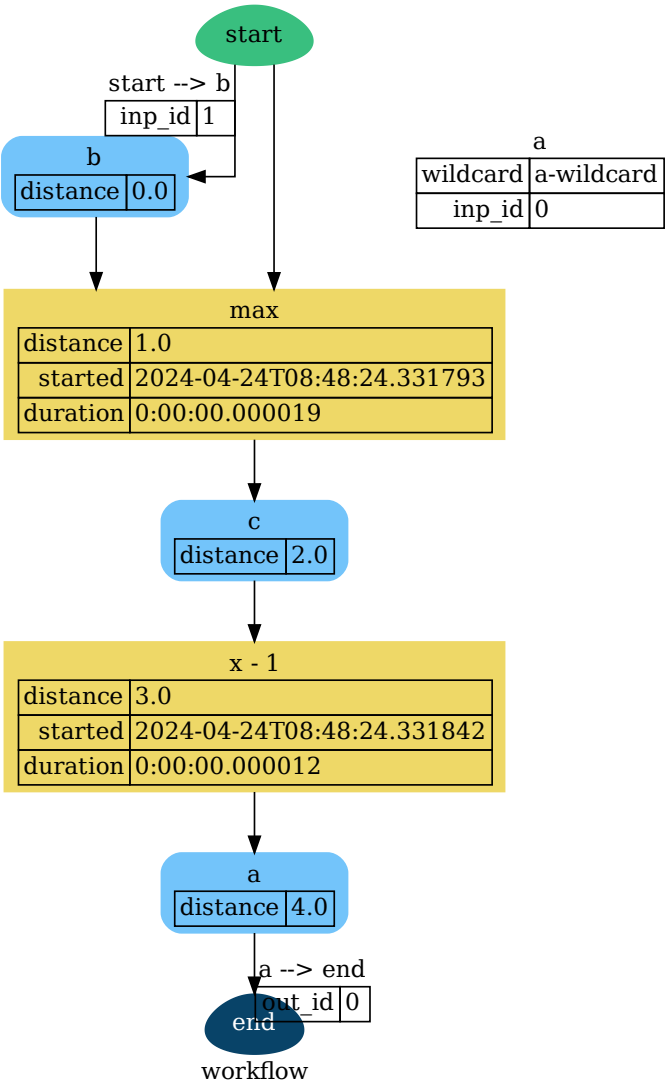 start
start --> b
inp_id 1
b
distance 0.0
a
wildcard a-wildcard
inp_id 0
max
distance 1.0
started 2024-04-24T08:48:24.331793
duration 0:00:00.000019
c
distance 2.0
x - 1
distance 3.0
started 2024-04-24T08:48:24.331842
duration 0:00:00.000012
a
distance 4.0
a --> end
out_id 0
end
workflow